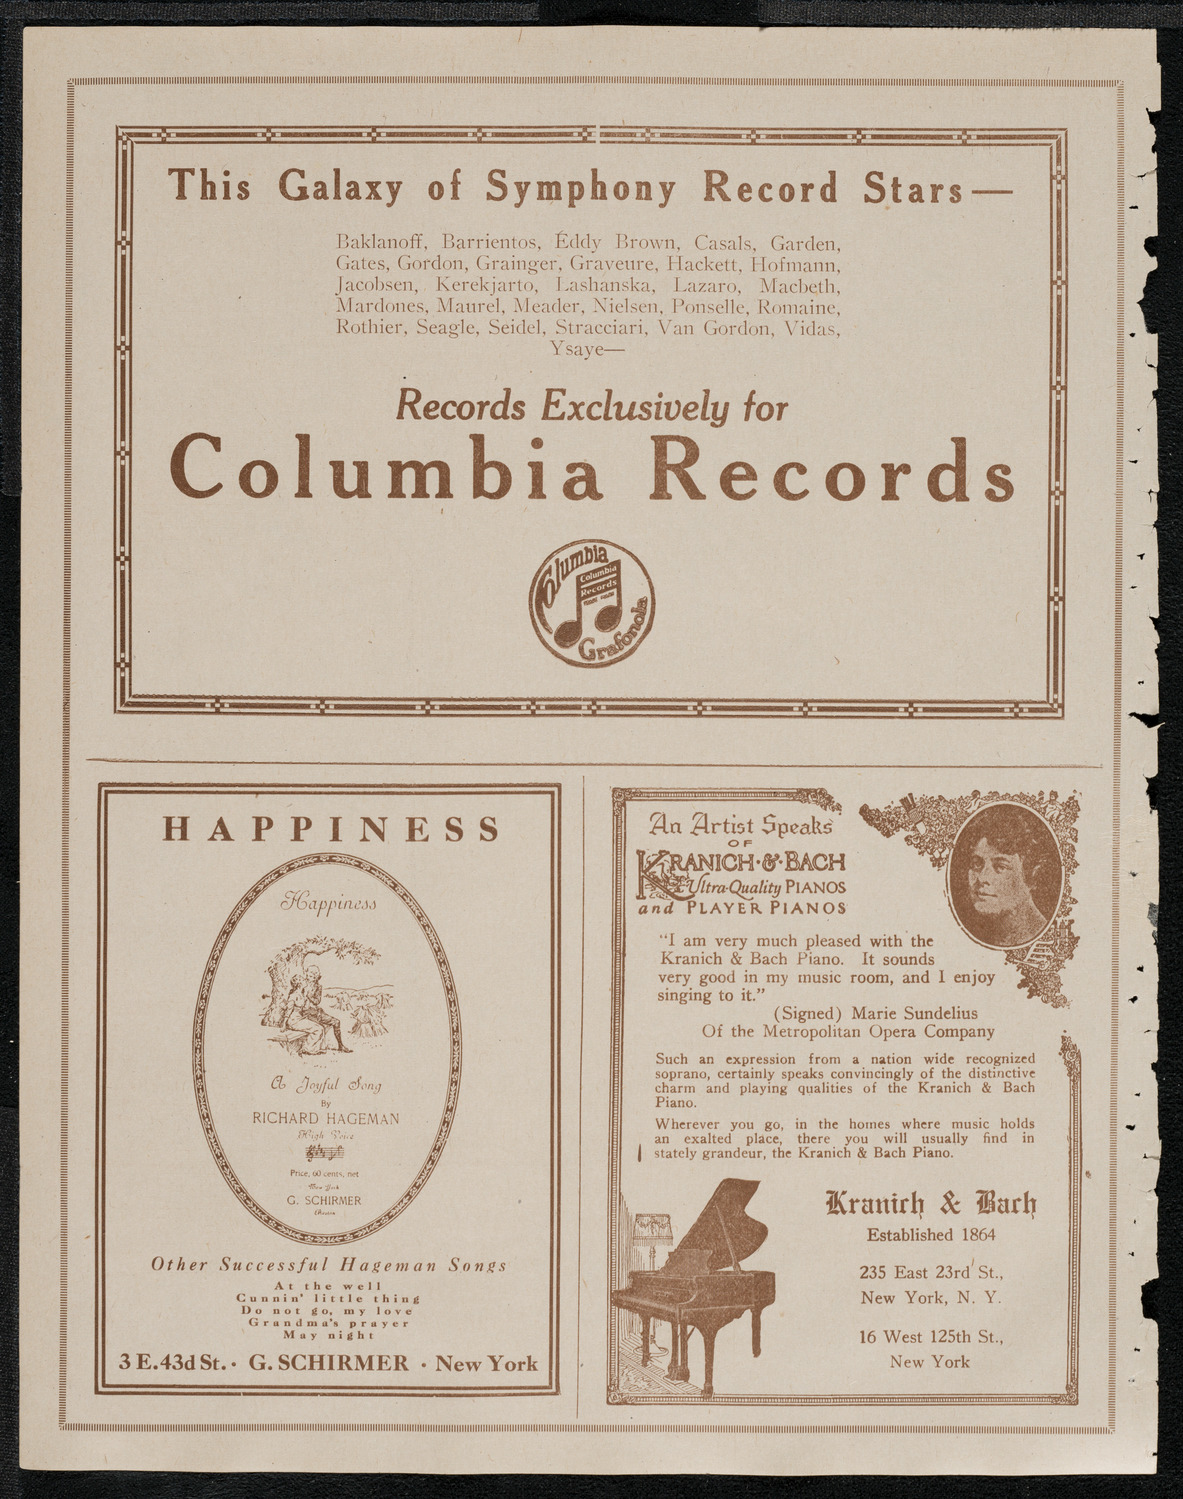 This Galaxy of Symphony Record Stars—
Baklanoff, Barrientos, Eddy Brown, Casals, Garden,
Gates, Gordon, Grainger, Graveure, Hackett, Hofmann,
Jacobsen, Kerekjarto, Lashanska, Lazaro, Macbeth,
Mardones, Maurel, Meader, Nielsen, Ponselle, Romaine,
Rothier, Seagle, Seidel, Stracciari, Van Gordon, Vidas,
Ysaye—
Records Exclusively for
Columbia Records
Columbia
Columbia
Records
Grafonola
HAPPINESS
Happiness
A Joyful Song
By
RICHARD HAGEMAN
High Voice
Price, 60 cents, net
New York
G. SCHIRMER
Other Successful Hageman Songs
At the well
Cunnin' little thing
Do not go, my love
Grandma's prayer
May night
3 E. 43d St. · G. SCHIRMER · New York
An Artist Speaks
OF
KRANICH·&·BACH
Ultra-Quality PIANOS
and PLAYER PIANOS
"I am very much pleased with the
Kranich & Bach Piano. It sounds
very good in my music room, and I enjoy
singing to it."
(Signed) Marie Sundelius
Of the Metropolitan Opera Company
Such an expression from a nation wide recognized
soprano, certainly speaks convincingly of the distinctive
charm and playing qualities of the Kranich & Bach
Piano.
Wherever you go, in the homes where music holds
an exalted place, there you will usually find in
stately grandeur, the Kranich & Bach Piano.
Kranich & Bach
Established 1864
235 East 23rd St.,
New York, N. Y.
16 West 125th St.,
New York